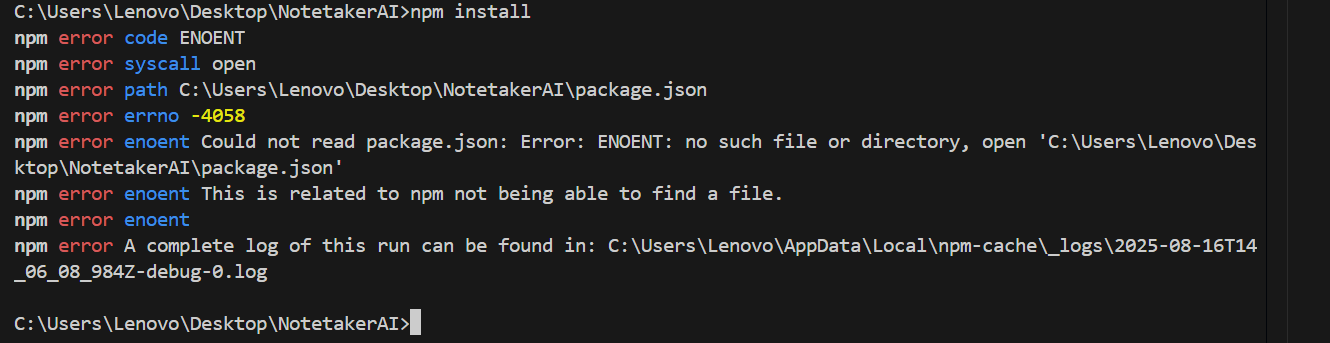 C:\Users\Lenovo\Desktop\NotetakerAI>npm install
npm error code ENOENT
npm error syscall open
npm error path C:\Users\Lenovo\Desktop\NotetakerAI\package.json
npm error errno -4058
npm error enoent Could not read package.json: Error: ENOENT: no such file or directory, open 'C:\Users\Lenovo\Des
ktop\NotetakerAI\package.json'
npm error enoent This is related to npm not being able to find a file.
npm error enoent
npm error A complete log of this run can be found in: C:\Users\Lenovo\AppData\Local\npm-cache\_logs\2025-08-16T14
_06_08_984Z-debug-0.log
C:\Users\Lenovo\Desktop\NotetakerAI>